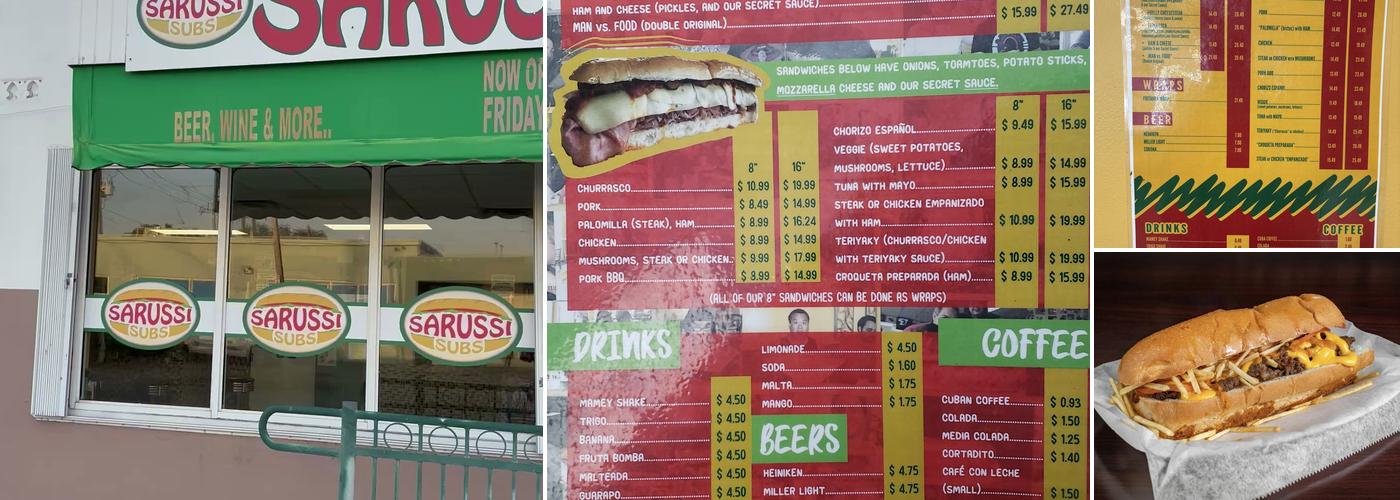 SARUSSI
SUBS
SARUSSI
BEER, WINE & MORE..
NOW O
FRIDAY
SARUSSI
SUBS
SARUSSI
SUBS
SARUSSI
SUBS
HAM AND CHEESE (PICKLES, AND OUR SECRET SAUCE) $ 15.99 $ 27.49
MAN vs. FOOD (DOUBLE ORIGINAL)
SANDWICHES BELOW HAVE ONIONS, TOAMTOES, POTATO STICKS,
MOZZARELLA CHEESE AND OUR SECRET SAUCE.
8" 16"
CHURRASCO $ 10.99 $ 19.99
PORK $ 8.49 $ 14.99
PALOMILLA (STEAK), HAM $ 8.99 $ 16.24
CHICKEN $ 8.99 $ 14.99
MUSHROOMS, STEAK OR CHICKEN $ 9.99 $ 17.99
PORK BBQ $ 8.99 $ 14.99
8" 16"
CHORIZO ESPAÑOL $ 9.49 $ 15.99
VEGGIE (SWEET POTATOES,
MUSHROOMS, LETTUCE) $ 8.99 $ 14.99
TUNA WITH MAYO $ 8.99 $ 15.99
STEAK OR CHICKEN EMPANIZADO
WITH HAM $ 10.99 $ 19.99
TERIYAKY (CHURRASCO/CHICKEN
WITH TERIYAKY SAUCE) $ 10.99 $ 19.99
CROQUETA PREPARADA (HAM) $ 8.99 $ 15.99
(ALL OF OUR 8" SANDWICHES CAN BE DONE AS WRAPS)
DRINKS
MAMEY SHAKE $ 4.50
TRIGO $ 4.50
BANANA $ 4.50
FRUTA BOMBA $ 4.50
MALTEADA $ 4.50
GUARAPO $ 4.50
LIMONADE $ 4.50
SODA $ 1.60
MALTA $ 1.75
MANGO $ 1.75
BEERS
HEINIKEN $ 4.75
MILLER LIGHT $ 4.75
COFFEE
CUBAN COFFEE $ 0.93
COLADA $ 1.50
MEDIA COLADA $ 1.25
CORTADITO $ 1.40
CAFÉ CON LECHE
(SMALL) $ 1.50
WRAPS
BEER
HEINEKEN 7.00
MILLER LIGHT 7.00
CORONA 7.00
PORK
"PALOMILLA" (bistec) with HAM
CHICKEN
STEAK or CHICKEN with MUSHROOMS
PORK BBQ
CHORIZO ESPAÑOL
VEGGIE
TUNA with MAYO
"CROQUETA PREPARADA"
STEAK or CHICKEN "EMPANIZADO"
DRINKS
MAMEY SHAKE
COFFEE
CUBAN COFFEE
COLADA